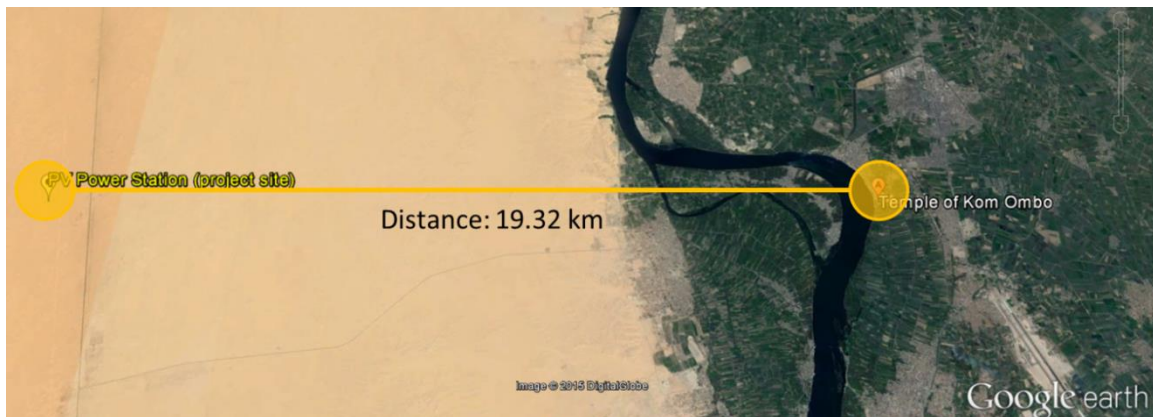 PV Power Station (project site)
A
Temple of Kom Ombo
Distance: 19.32 km
Image © 2015 DigitalGlobe
Google earth